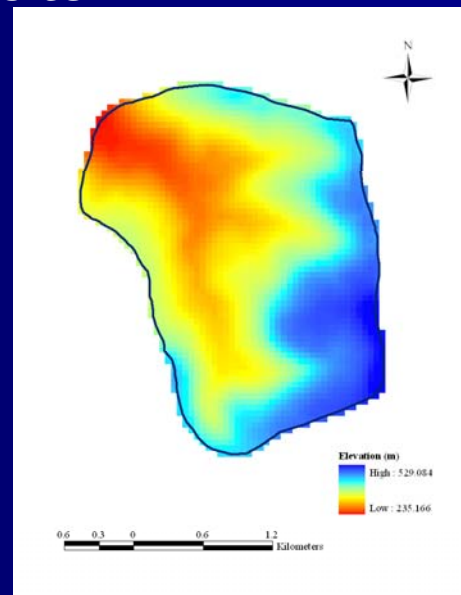 N
Elevation (m)
High : 529.084
Low : 235.166
0.6 0.3 0 0.6 1.2
Kilometers